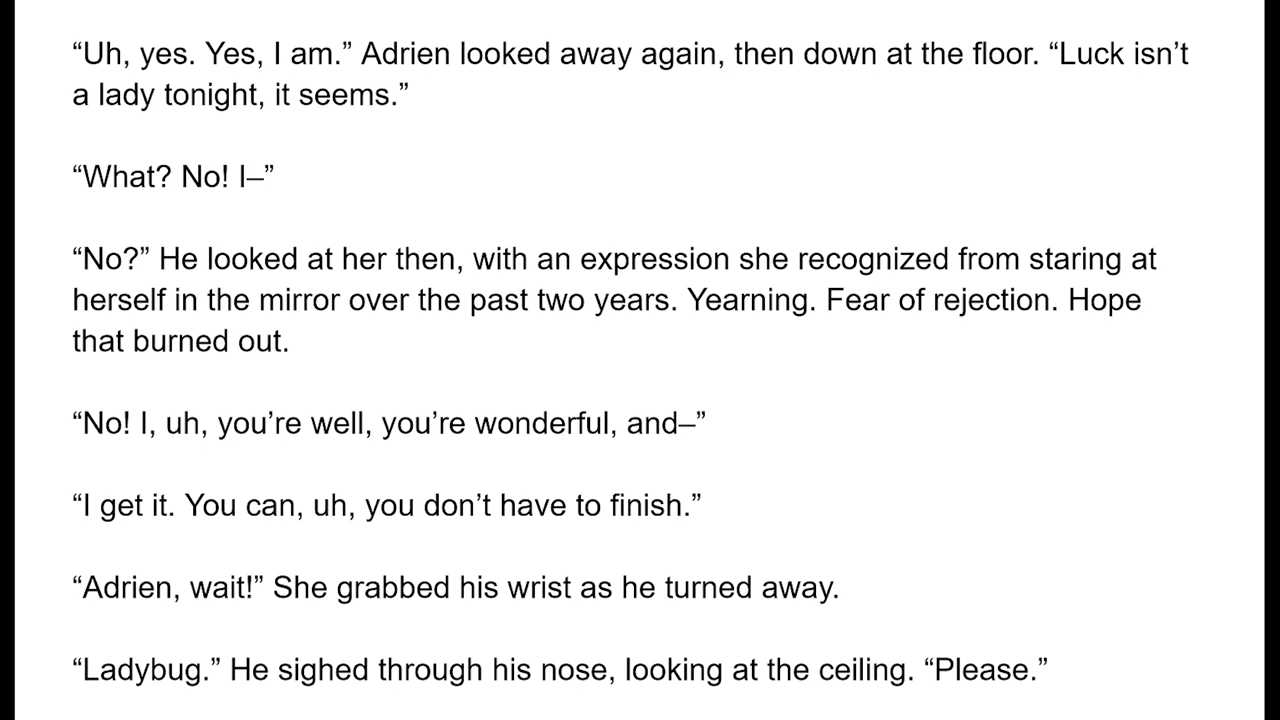 “Uh, yes. Yes, I am.” Adrien looked away again, then down at the floor. “Luck isn’t
a lady tonight, it seems.”
“What? No! I–”
“No?” He looked at her then, with an expression she recognized from staring at
herself in the mirror over the past two years. Yearning. Fear of rejection. Hope
that burned out.
“No! I, uh, you’re well, you’re wonderful, and–”
“I get it. You can, uh, you don’t have to finish.”
“Adrien, wait!” She grabbed his wrist as he turned away.
“Ladybug.” He sighed through his nose, looking at the ceiling. “Please.”